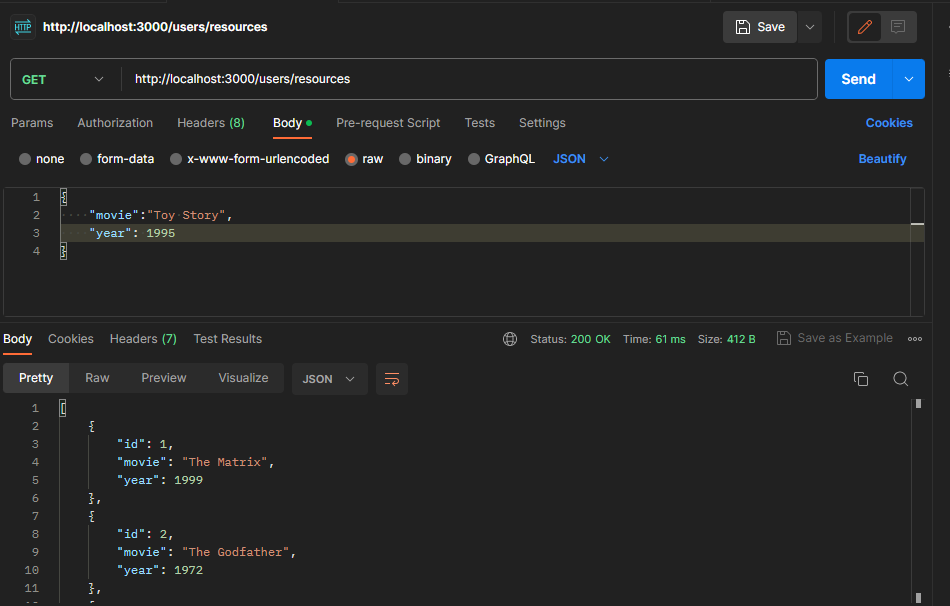 HTTP http://localhost:3000/users/resources Save
GET http://localhost:3000/users/resources Send
Params Authorization Headers (8) Body Pre-request Script Tests Settings Cookies
none form-data x-www-form-urlencoded raw binary GraphQL JSON Beautify
1 {
2 "movie":"Toy Story",
3 "year": 1995
4 }
Body Cookies Headers (7) Test Results Status: 200 OK Time: 61 ms Size: 412 B Save as Example
Pretty Raw Preview Visualize JSON
1 [
2 {
3 "id": 1,
4 "movie": "The Matrix",
5 "year": 1999
6 },
7 {
8 "id": 2,
9 "movie": "The Godfather",
10 "year": 1972
11 },